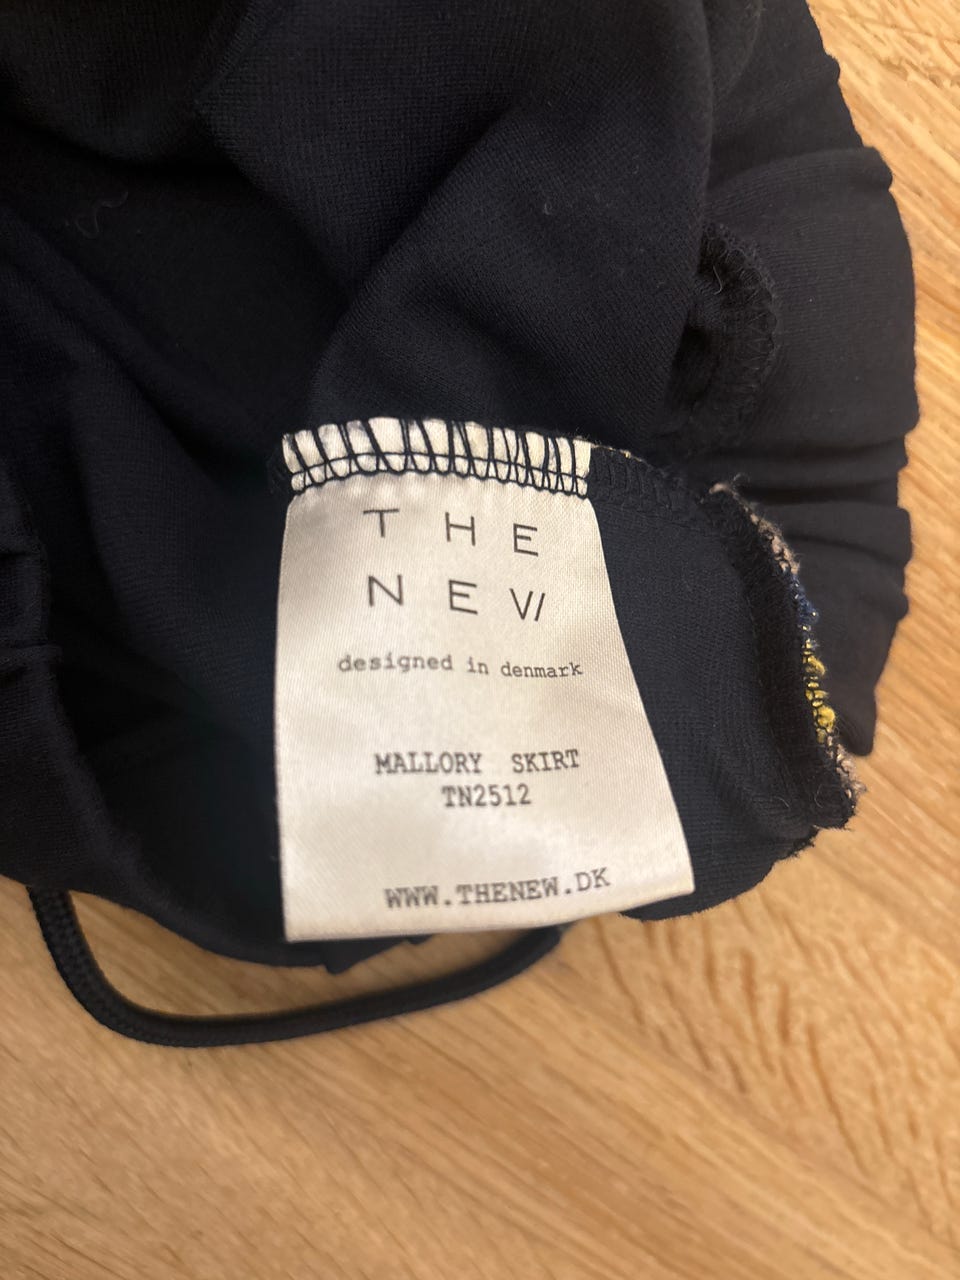 THE
NEW
designed in denmark
MALLORY SKIRT
TN2512
WWW.THENEW.DK